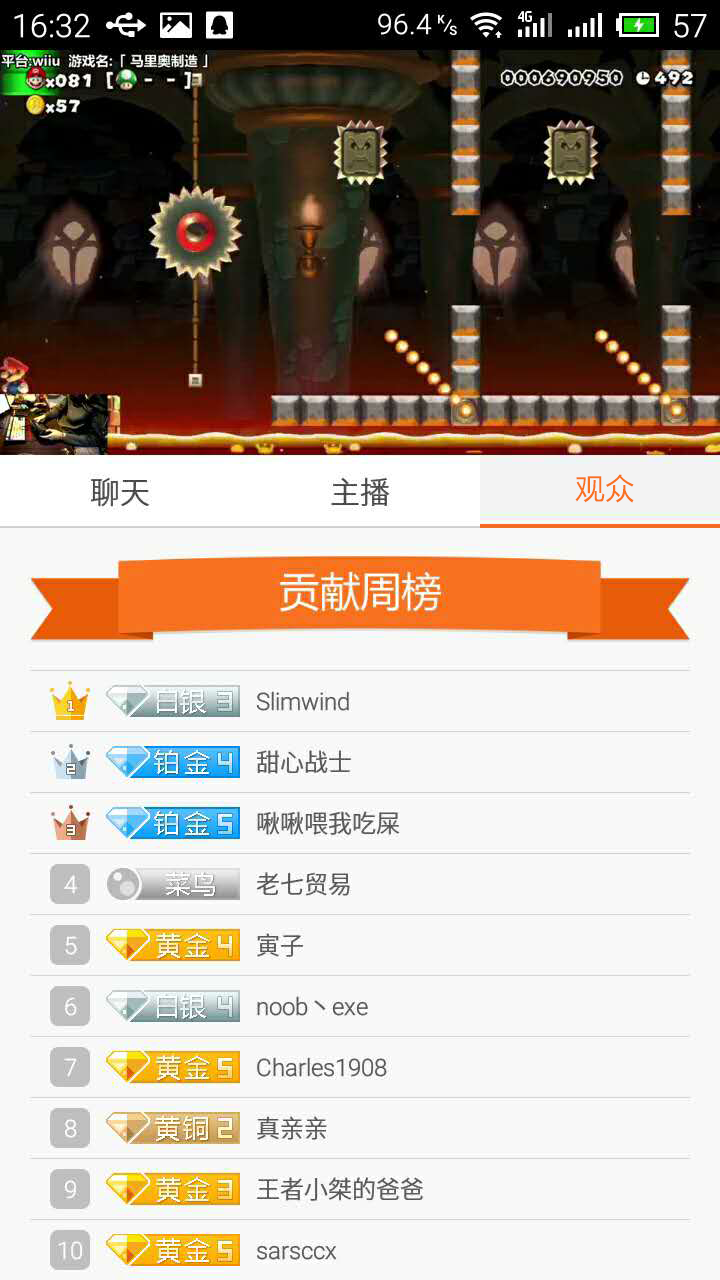 16:32 96.4 K/s 4G 57
平台:wiiu 游戏名:「马里奥制造」
x081 [ - - ] 000690950 492
x57
聊天 主播 观众
贡献周榜
1 白银 3 Slimwind
2 铂金 4 甜心战士
3 铂金 5 啾啾喂我吃屎
4 菜鸟 老七贸易
5 黄金 4 寅子
6 白银 4 noob丶exe
7 黄金 5 Charles1908
8 黄铜 2 真亲亲
9 黄金 3 王者小桀的爸爸
10 黄金 5 sarsccx